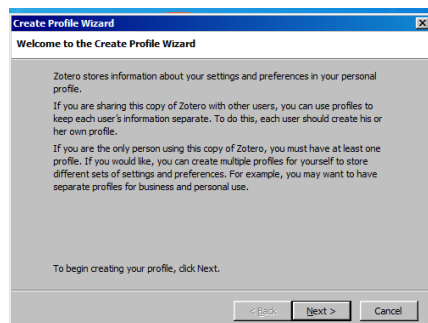 Create Profile Wizard
Welcome to the Create Profile Wizard
Zotero stores information about your settings and preferences in your personal
profile.
If you are sharing this copy of Zotero with other users, you can use profiles to
keep each user's information separate. To do this, each user should create his or
her own profile.
If you are the only person using this copy of Zotero, you must have at least one
profile. If you would like, you can create multiple profiles for yourself to store
different sets of settings and preferences. For example, you may want to have
separate profiles for business and personal use.
To begin creating your profile, click Next.
< Back Next > Cancel